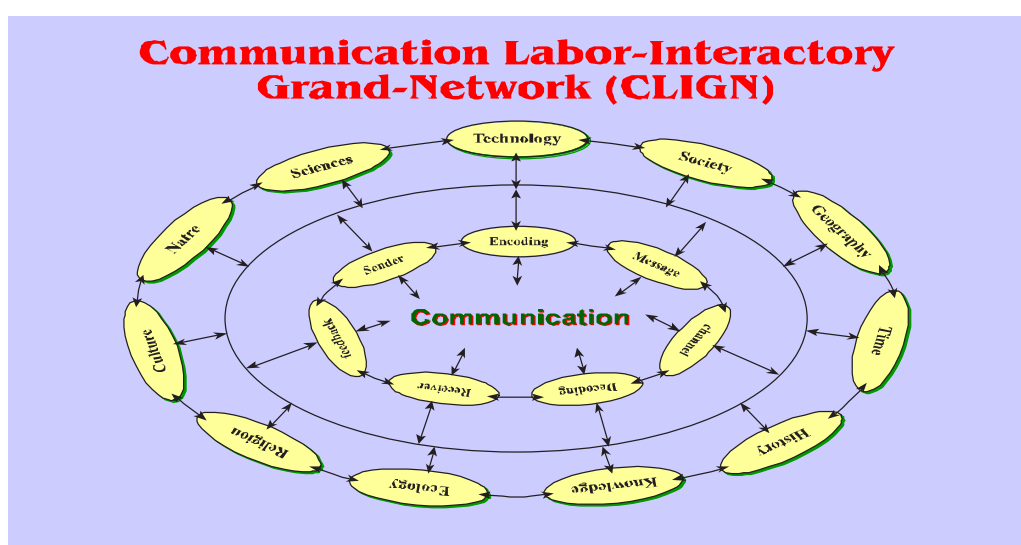 Communication Labor-Interactory
Grand-Network (CLIGN)
Technology
Society
Geography
Time
History
Knowledge
Ecology
Religion
Culture
Natre
Sciences
Encoding
Message
channel
Decoding
Receiver
feedback
Sender
Communication